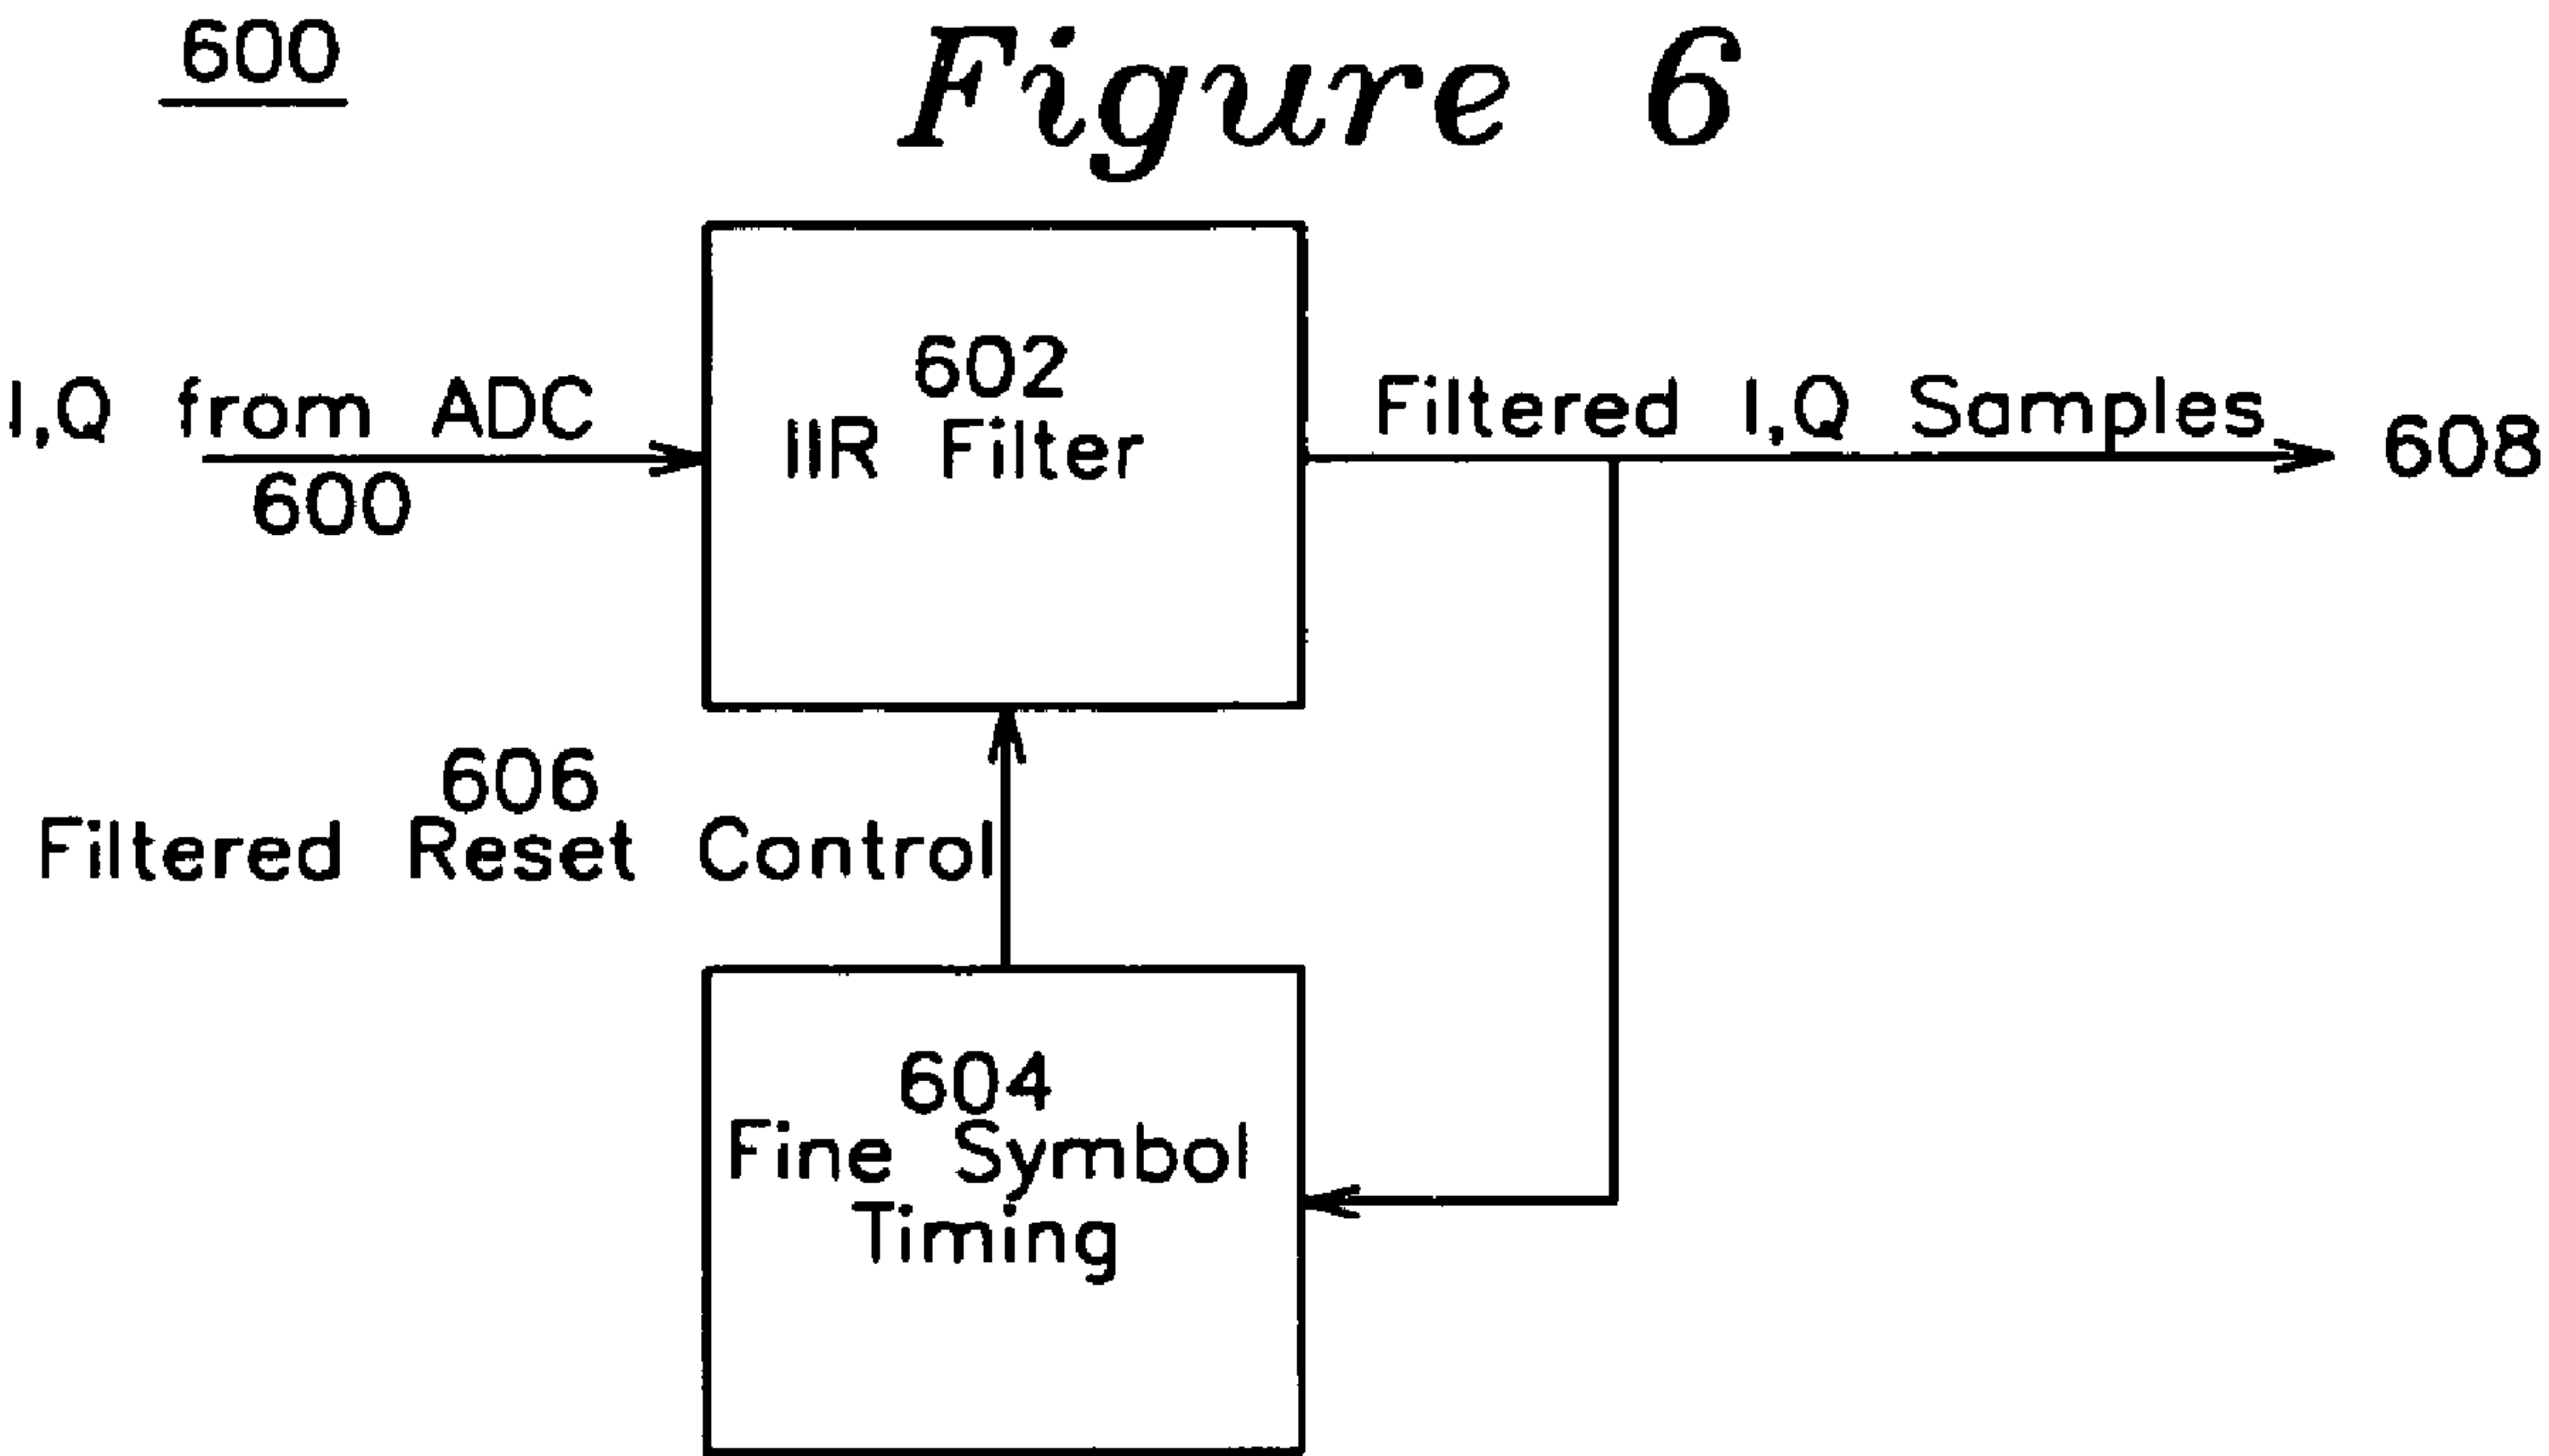 600
Figure 6
I,Q from ADC
600
602
IIR Filter
Filtered I,Q Samples
608
606
Filtered Reset Control
604
Fine Symbol
Timing